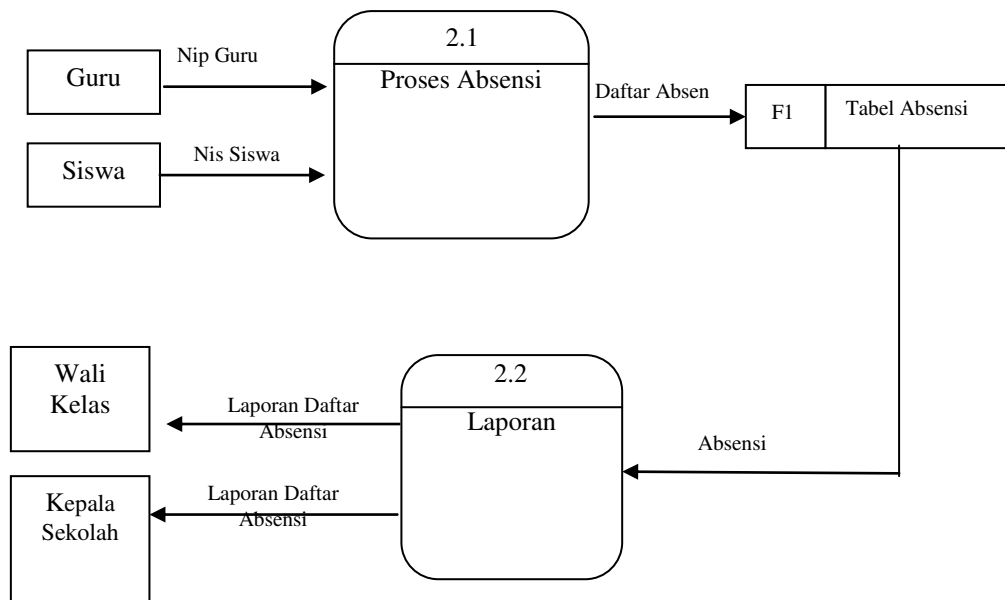 2.1
Nip Guru
Guru
Proses Absensi
Daftar Absen
F1
Tabel Absensi
Nis Siswa
Siswa
Wali
Kelas
2.2
Laporan Daftar
Absensi
Laporan
Absensi
Kepala
Sekolah
Laporan Daftar
Absensi